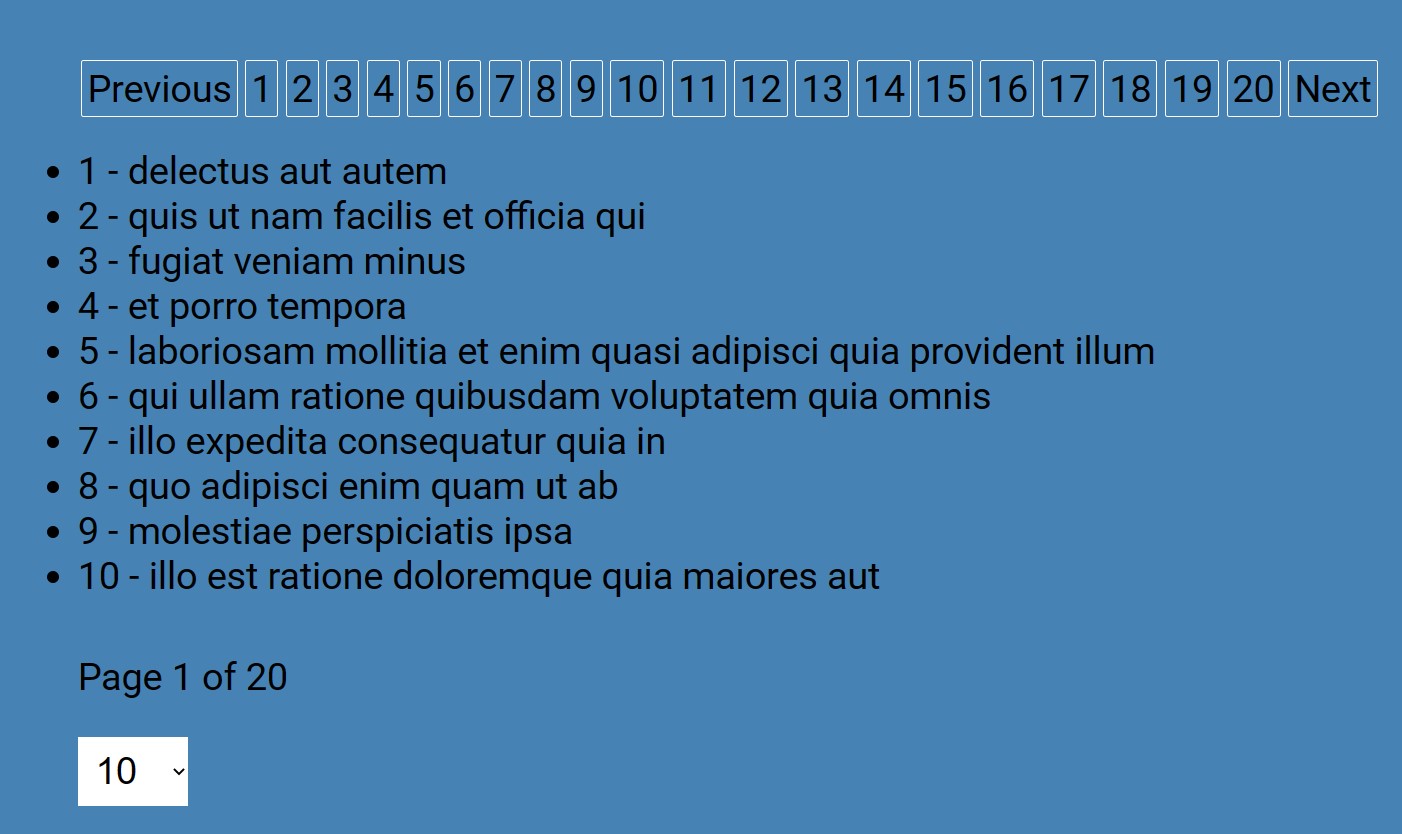 Previous 1 2 3 4 5 6 7 8 9 10 11 12 13 14 15 16 17 18 19 20 Next
1 - delectus aut autem
2 - quis ut nam facilis et officia qui
3 - fugiat veniam minus
4 - et porro tempora
5 - laboriosam mollitia et enim quasi adipisci quia provident illum
6 - qui ullam ratione quibusdam voluptatem quia omnis
7 - illo expedita consequatur quia in
8 - quo adipisci enim quam ut ab
9 - molestiae perspiciatis ipsa
10 - illo est ratione doloremque quia maiores aut
Page 1 of 20
10